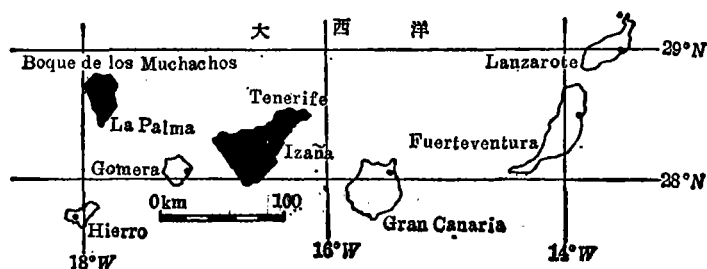 大西洋
29°N
Boque de los Muchachos
Lanzarote
Tenerife
La Palma
Izaña
Fuerteventura
Gomera
28°N
0km 100
Gran Canaria
Hierro
18°W
16°W
14°W